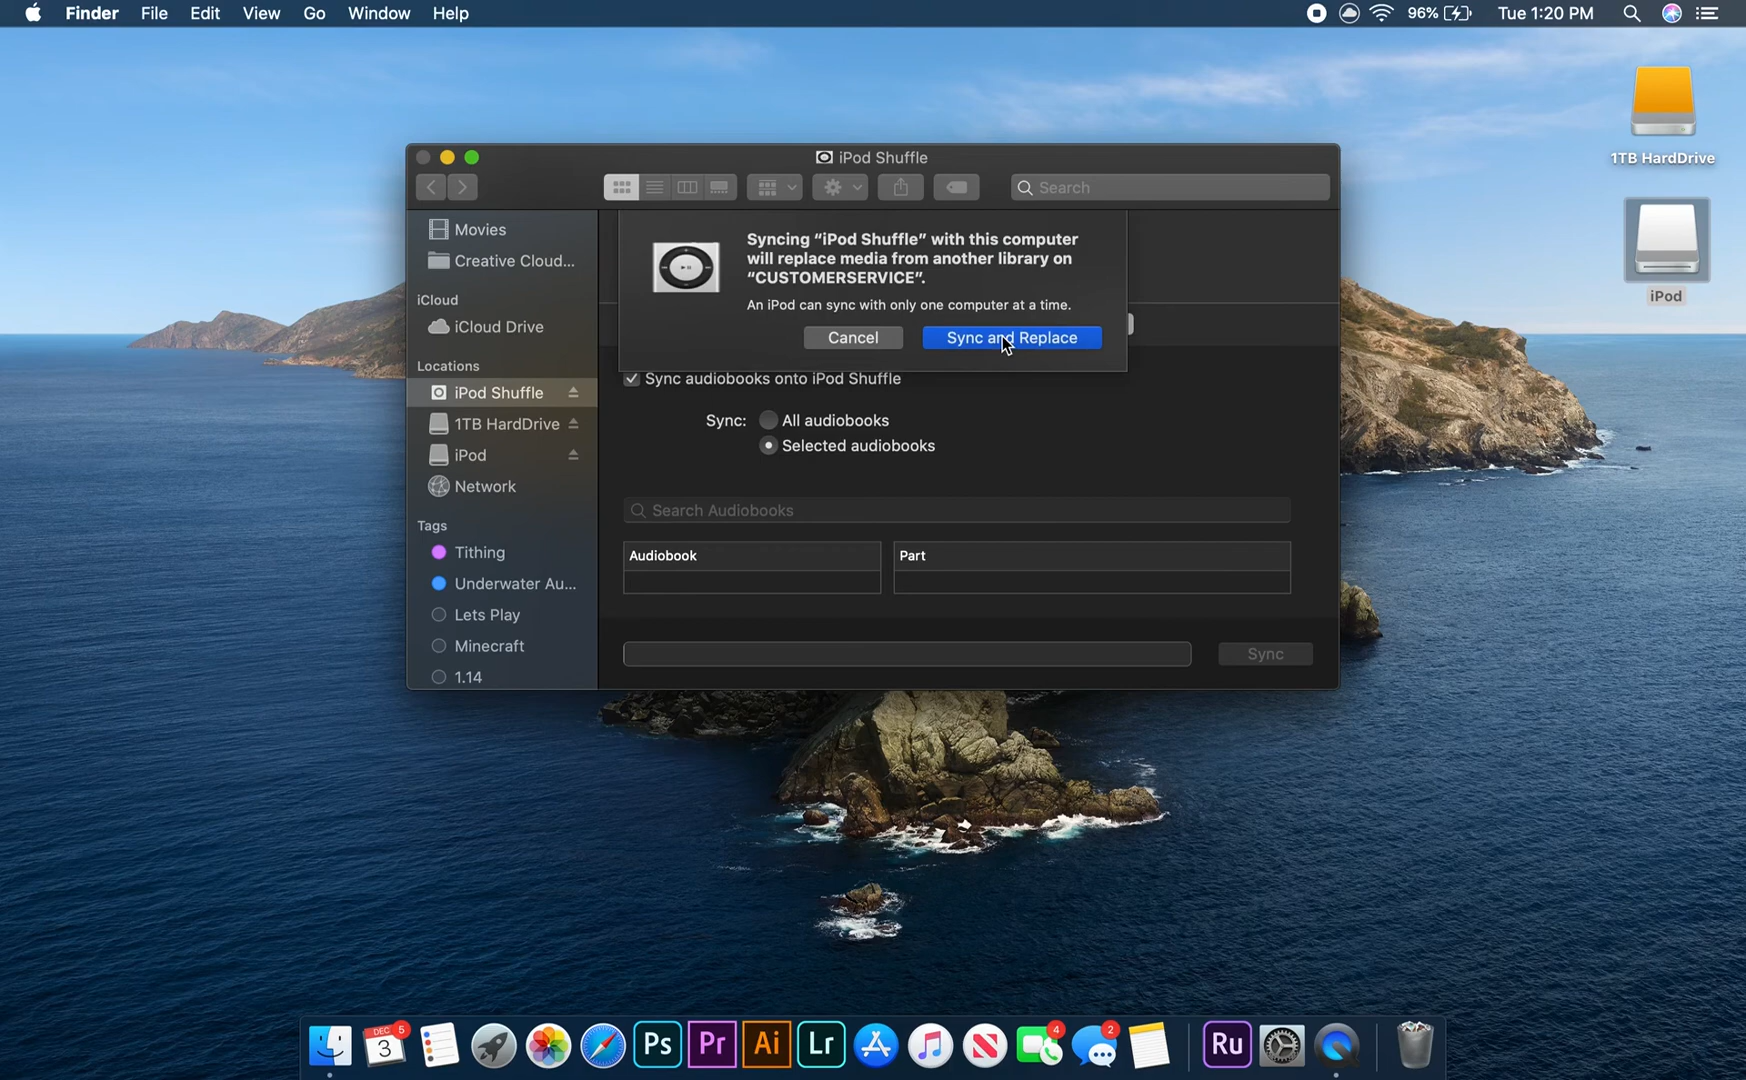 Finder File Edit View Go Window Help 96% Tue 1:20 PM
1TB HardDrive
iPod
iPod Shuffle
Search
Movies
Creative Cloud...
iCloud
iCloud Drive
Locations
iPod Shuffle
1TB HardDrive
iPod
Network
Tags
Tithing
Underwater Au...
Lets Play
Minecraft
1.14
Syncing “iPod Shuffle” with this computer
will replace media from another library on
“CUSTOMERSERVICE”.
An iPod can sync with only one computer at a time.
Cancel Sync and Replace
Sync audiobooks onto iPod Shuffle
Sync: All audiobooks
Selected audiobooks
Search Audiobooks
Audiobook Part
Sync
DEC 5 4 2
3 Ps Pr Ai Lr Ru